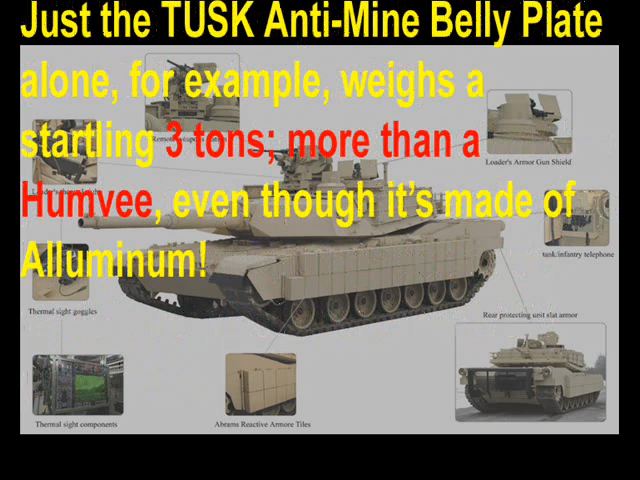 Just the TUSK Anti-Mine Belly Plate
alone, for example, weighs a
startling 3 tons; more than a
Humvee, even though it's made of
Alluminum!
Loader's Armor Gun Shield
tank:infantry telephone
Thermal sight goggles
Rear protecting unit slat armor
Thermal sight components
Abrams Reactive Armore Tiles